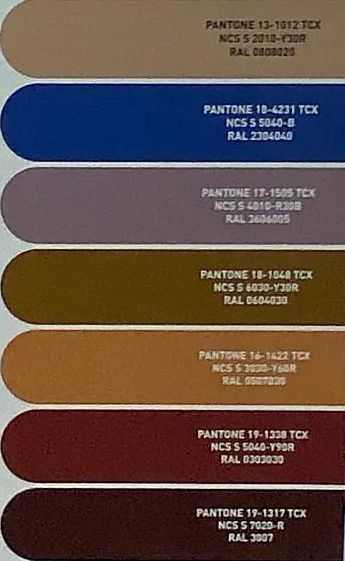 PANTONE 13-1012 TCX
NCS S 2010-Y30R
RAL 0808020
PANTONE 18-4231 TCX
NCS S 5040-B
RAL 2304040
PANTONE 17-1505 TCX
NCS S 4010-R30B
RAL 3606005
PANTONE 18-1048 TCX
NCS S 6030-Y30R
RAL 0604030
PANTONE 16-1422 TCX
NCS S 3030-Y60R
RAL
PANTONE 19-1338 TCX
NCS S 5040-Y90R
RAL 0303030
PANTONE 19-1317 TCX
NCS S 7020-R
RAL 3007